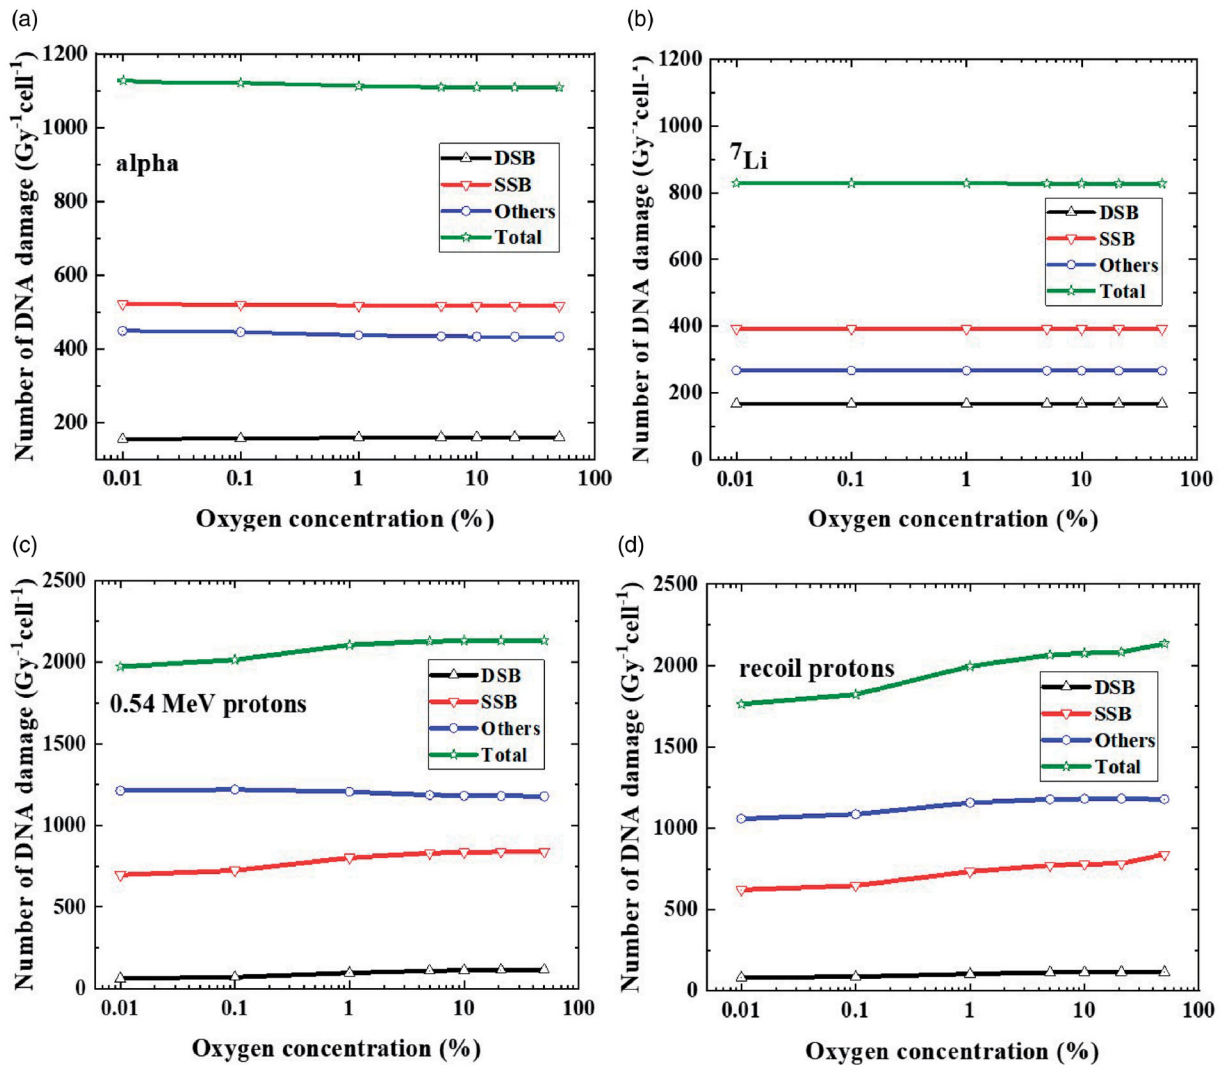 (a)
Number of DNA damage (Gy⁻¹cell⁻¹)
1200
1000
800
600
400
200
alpha
DSB
SSB
Others
Total
0.01 0.1 1 10 100
Oxygen concentration (%)
(b)
Number of DNA damage (Gy⁻¹cell-¹)
1200
1000
800
600
400
200
0
⁷Li
DSB
SSB
Others
Total
0.01 0.1 1 10 100
Oxygen concentration (%)
(c)
Number of DNA damage (Gy⁻¹cell⁻¹)
2500
2000
1500
1000
500
0
0.54 MeV protons
DSB
SSB
Others
Total
0.01 0.1 1 10 100
Oxygen concentration (%)
(d)
Number of DNA damage (Gy⁻¹cell⁻¹)
2500
2000
1500
1000
500
0
recoil protons
DSB
SSB
Others
Total
0.01 0.1 1 10 100
Oxygen concentration (%)